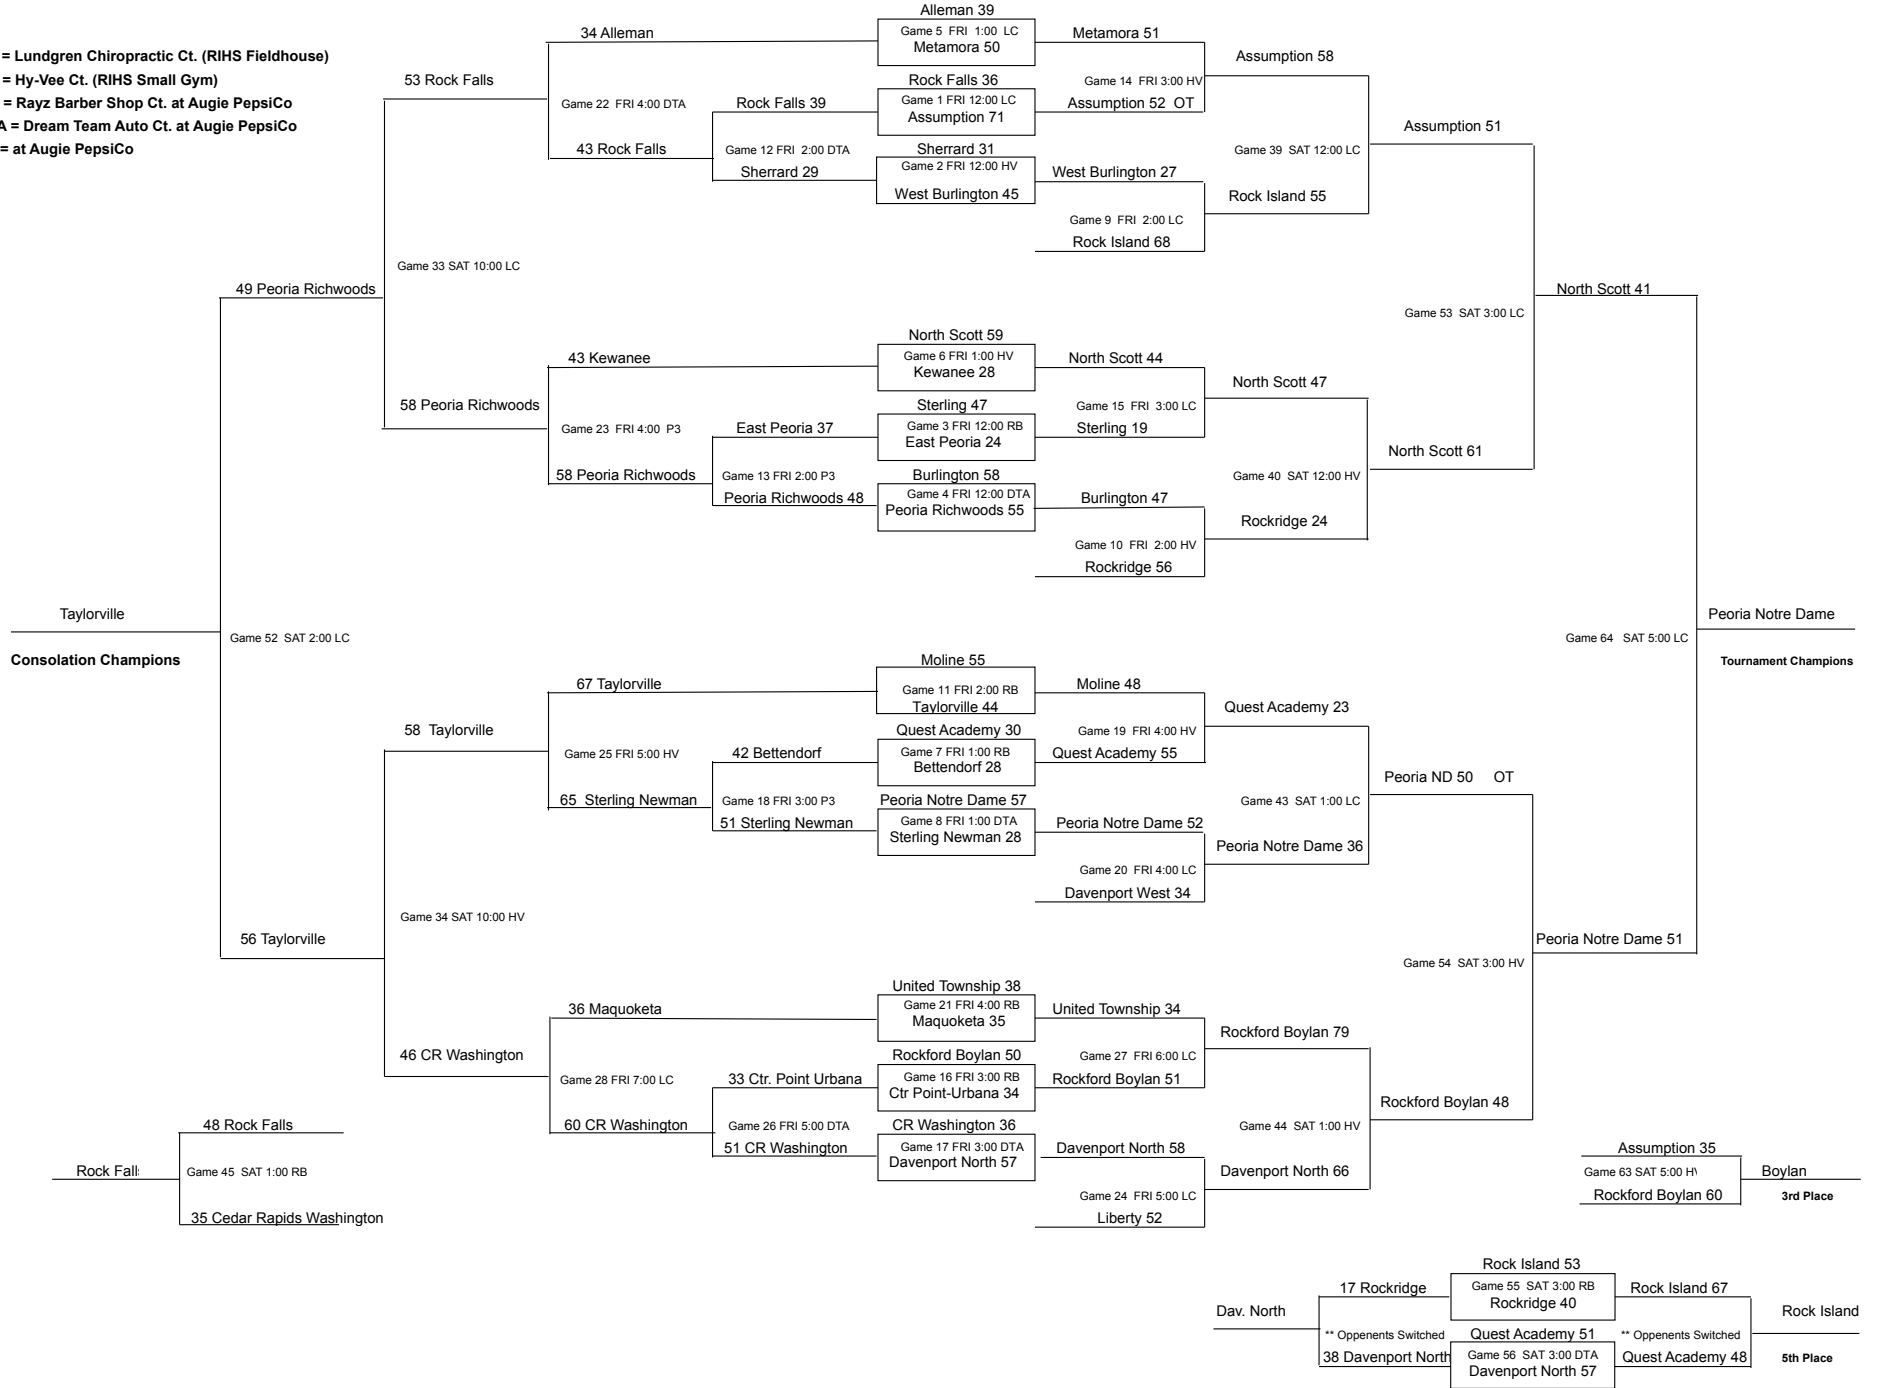 = Lundgren Chiropractic Ct. (RIHS Fieldhouse)
= Hy-Vee Ct. (RIHS Small Gym)
= Rayz Barber Shop Ct. at Augie PepsiCo
A = Dream Team Auto Ct. at Augie PepsiCo
= at Augie PepsiCo
Alleman 39
34 Alleman
Game 5 FRI 1:00 LC
Metamora 50
Metamora 51
Assumption 58
53 Rock Falls
Rock Falls 36
Game 14 FRI 3:00 HV
Game 22 FRI 4:00 DTA
Rock Falls 39
Game 1 FRI 12:00 LC
Assumption 71
Assumption 52 OT
Assumption 51
43 Rock Falls
Game 12 FRI 2:00 DTA
Sherrard 31
Game 39 SAT 12:00 LC
Sherrard 29
Game 2 FRI 12:00 HV
West Burlington 45
West Burlington 27
Rock Island 55
Game 9 FRI 2:00 LC
Rock Island 68
Game 33 SAT 10:00 LC
49 Peoria Richwoods
North Scott 41
Game 53 SAT 3:00 LC
North Scott 59
43 Kewanee
Game 6 FRI 1:00 HV
Kewanee 28
North Scott 44
North Scott 47
58 Peoria Richwoods
Sterling 47
Game 15 FRI 3:00 LC
Game 23 FRI 4:00 P3
East Peoria 37
Game 3 FRI 12:00 RB
East Peoria 24
Sterling 19
North Scott 61
58 Peoria Richwoods
Game 13 FRI 2:00 P3
Burlington 58
Game 40 SAT 12:00 HV
Peoria Richwoods 48
Game 4 FRI 12:00 DTA
Peoria Richwoods 55
Burlington 47
Rockridge 24
Game 10 FRI 2:00 HV
Rockridge 56
Taylorville
Peoria Notre Dame
Game 52 SAT 2:00 LC
Game 64 SAT 5:00 LC
Consolation Champions
Tournament Champions
Moline 55
67 Taylorville
Game 11 FRI 2:00 RB
Taylorville 44
Moline 48
Quest Academy 23
58 Taylorville
Quest Academy 30
Game 19 FRI 4:00 HV
Game 25 FRI 5:00 HV
42 Bettendorf
Game 7 FRI 1:00 RB
Bettendorf 28
Quest Academy 55
Peoria ND 50 OT
65 Sterling Newman
Game 18 FRI 3:00 P3
Peoria Notre Dame 57
Game 43 SAT 1:00 LC
51 Sterling Newman
Game 8 FRI 1:00 DTA
Sterling Newman 28
Peoria Notre Dame 52
Peoria Notre Dame 36
Game 20 FRI 4:00 LC
Davenport West 34
Game 34 SAT 10:00 HV
56 Taylorville
Peoria Notre Dame 51
Game 54 SAT 3:00 HV
United Township 38
36 Maquoketa
Game 21 FRI 4:00 RB
Maquoketa 35
United Township 34
Rockford Boylan 79
46 CR Washington
Rockford Boylan 50
Game 27 FRI 6:00 LC
Game 28 FRI 7:00 LC
33 Ctr. Point Urbana
Game 16 FRI 3:00 RB
Ctr Point-Urbana 34
Rockford Boylan 51
Rockford Boylan 48
60 CR Washington
Game 26 FRI 5:00 DTA
CR Washington 36
Game 44 SAT 1:00 HV
51 CR Washington
Game 17 FRI 3:00 DTA
Davenport North 57
Davenport North 58
Davenport North 66
Game 24 FRI 5:00 LC
Liberty 52
48 Rock Falls
Rock Fall
Game 45 SAT 1:00 RB
35 Cedar Rapids Washington
Assumption 35
Game 63 SAT 5:00 H
Boylan
Rockford Boylan 60
3rd Place
Rock Island 53
17 Rockridge
Game 55 SAT 3:00 RB
Rockridge 40
Rock Island 67
Dav. North
Rock Island
** Oppenents Switched
Quest Academy 51
** Oppenents Switched
38 Davenport North
Game 56 SAT 3:00 DTA
Davenport North 57
Quest Academy 48
5th Place